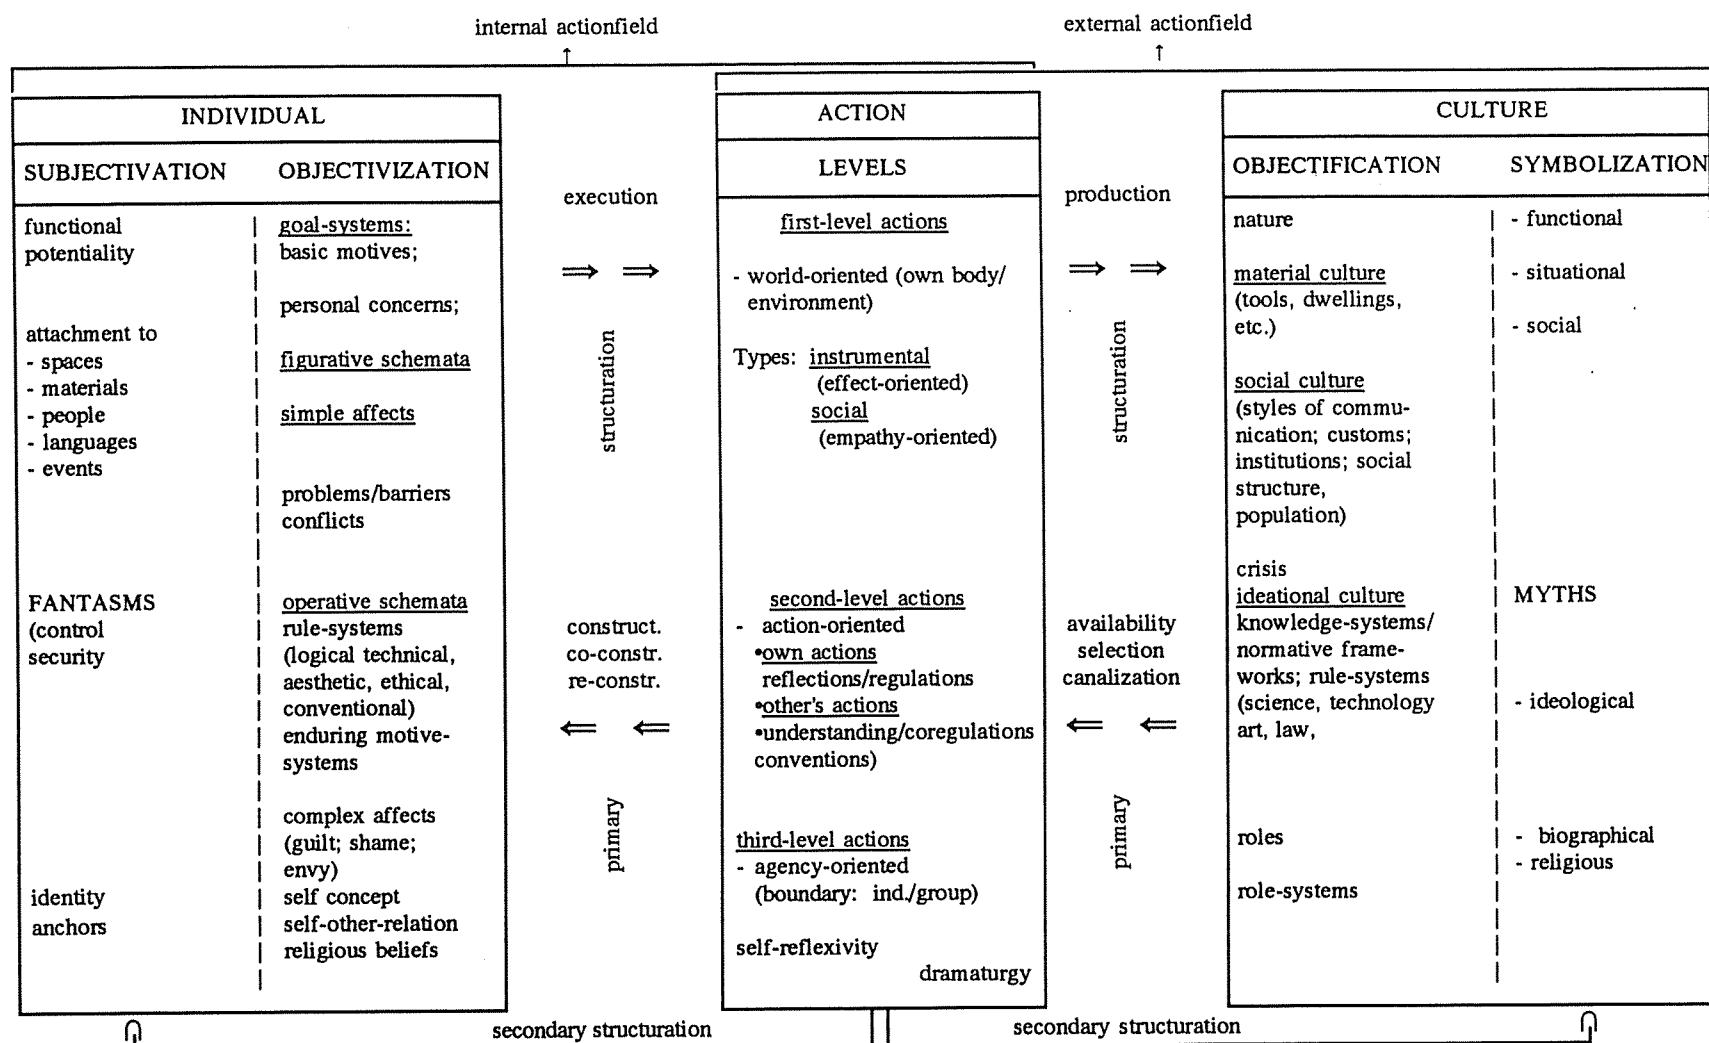 internal actionfield
external actionfield
↑
↑
INDIVIDUAL
SUBJECTIVATION
functional
potentiality
attachment to
- spaces
- materials
- people
- languages
- events
FANTASMS
(control
security
identity
anchors
OBJECTIVIZATION
goal-systems:
basic motives;
personal concerns;
figurative schemata
simple affects
problems/barriers
conflicts
operative schemata
rule-systems
(logical technical,
aesthetic, ethical,
conventional)
enduring motive-
systems
complex affects
(guilt; shame;
envy)
self concept
self-other-relation
religious beliefs
execution
⇒ ⇒
structuration
construct.
co-constr.
re-constr.
⇐ ⇐
primary
ACTION
LEVELS
first-level actions
- world-oriented (own body/
environment)
Types: instrumental
(effect-oriented)
social
(empathy-oriented)
second-level actions
- action-oriented
•own actions
reflections/regulations
•other's actions
•understanding/coregulations
conventions)
third-level actions
- agency-oriented
(boundary: ind./group)
self-reflexivity
dramaturgy
production
⇒ ⇒
structuration
availability
selection
canalization
⇐ ⇐
primary
CULTURE
OBJECTIFICATION
nature
material culture
(tools, dwellings,
etc.)
social culture
(styles of commu-
nication; customs;
institutions; social
structure,
population)
crisis
ideational culture
knowledge-systems/
normative frame-
works; rule-systems
(science, technology
art, law,
roles
role-systems
SYMBOLIZATION
- functional
- situational
- social
MYTHS
- ideological
- biographical
- religious
secondary structuration
secondary structuration